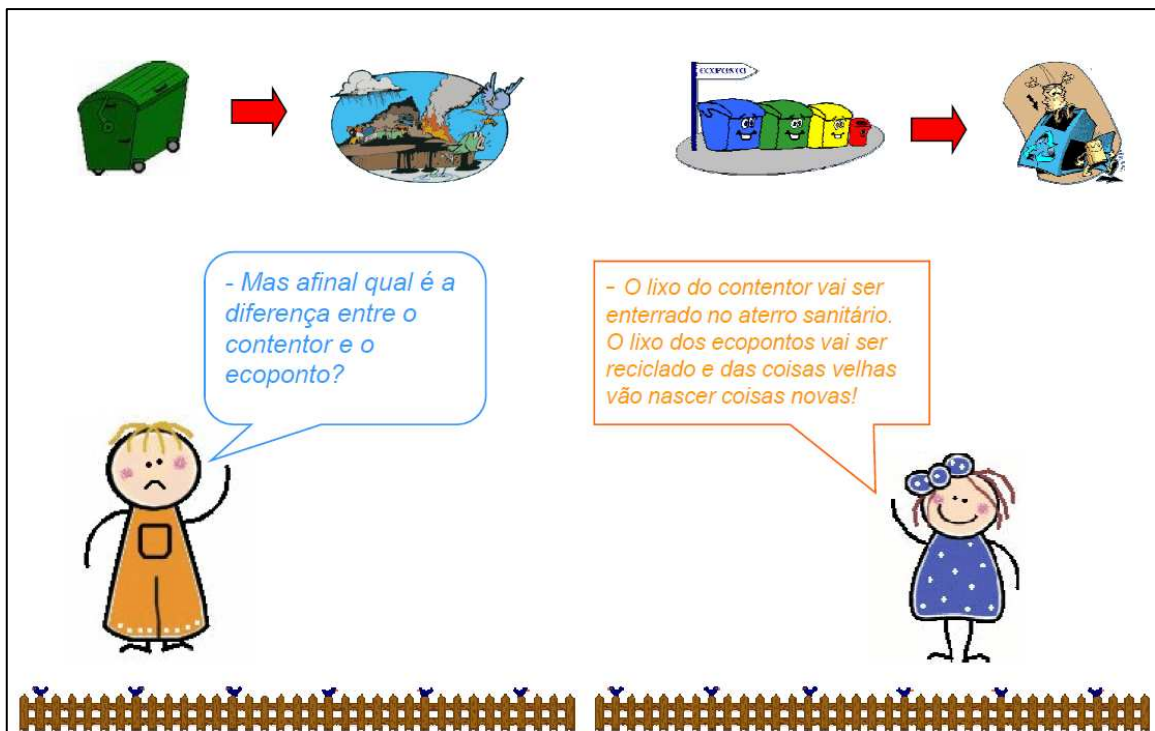 ECOPONTO
- Mas afinal qual é a
diferença entre o
contentor e o
ecoponto?
- O lixo do contentor vai ser
enterrado no aterro sanitário.
O lixo dos ecopontos vai ser
reciclado e das coisas velhas
vão nascer coisas novas!